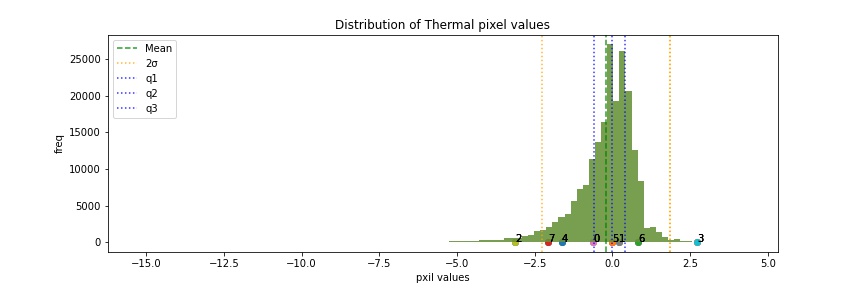 Distribution of Thermal pixel values
Mean
2σ
q1
q2
q3
freq
25000
20000
15000
10000
5000
0
2 7 4 0 5 1 6 3
−15.0 −12.5 −10.0 −7.5 −5.0 −2.5 0.0 2.5 5.0
pxil values